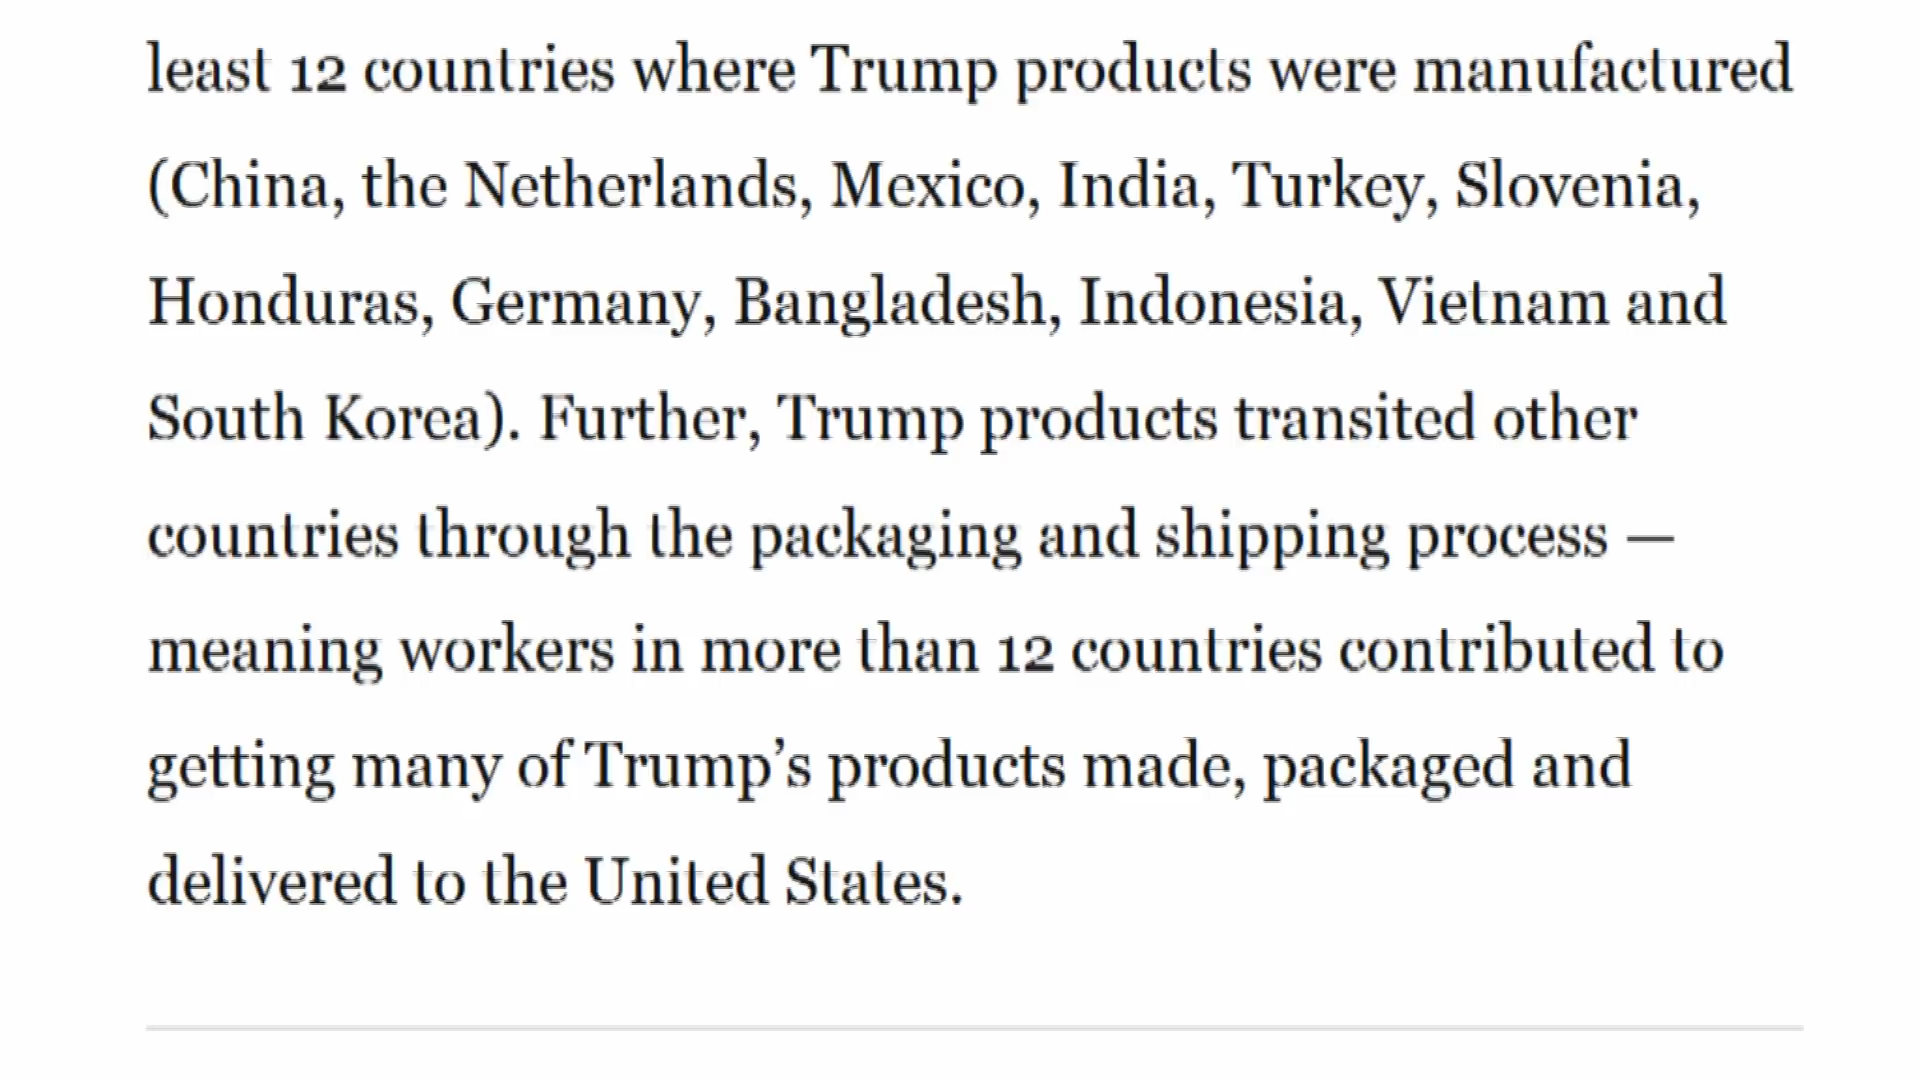 least 12 countries where Trump products were manufactured
(China, the Netherlands, Mexico, India, Turkey, Slovenia,
Honduras, Germany, Bangladesh, Indonesia, Vietnam and
South Korea). Further, Trump products transited other
countries through the packaging and shipping process —
meaning workers in more than 12 countries contributed to
getting many of Trump’s products made, packaged and
delivered to the United States.